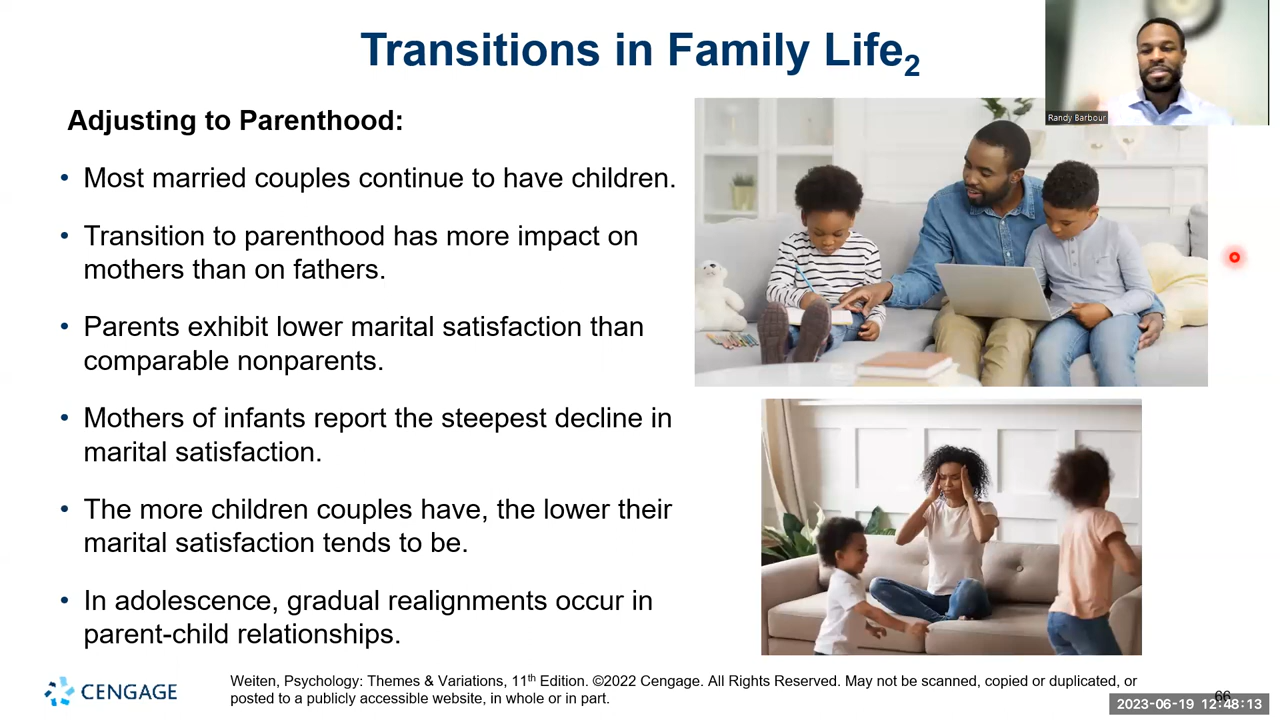 Transitions in Family Life2
Randy Barbour
Adjusting to Parenthood:
• Most married couples continue to have children.
• Transition to parenthood has more impact on
mothers than on fathers.
• Parents exhibit lower marital satisfaction than
comparable nonparents.
• Mothers of infants report the steepest decline in
marital satisfaction.
• The more children couples have, the lower their
marital satisfaction tends to be.
• In adolescence, gradual realignments occur in
parent-child relationships.
CENGAGE
Weiten, Psychology: Themes & Variations, 11th Edition. ©2022 Cengage. All Rights Reserved. May not be scanned, copied or duplicated, or
posted to a publicly accessible website, in whole or in part.
66
2023-06-19 12:48:13